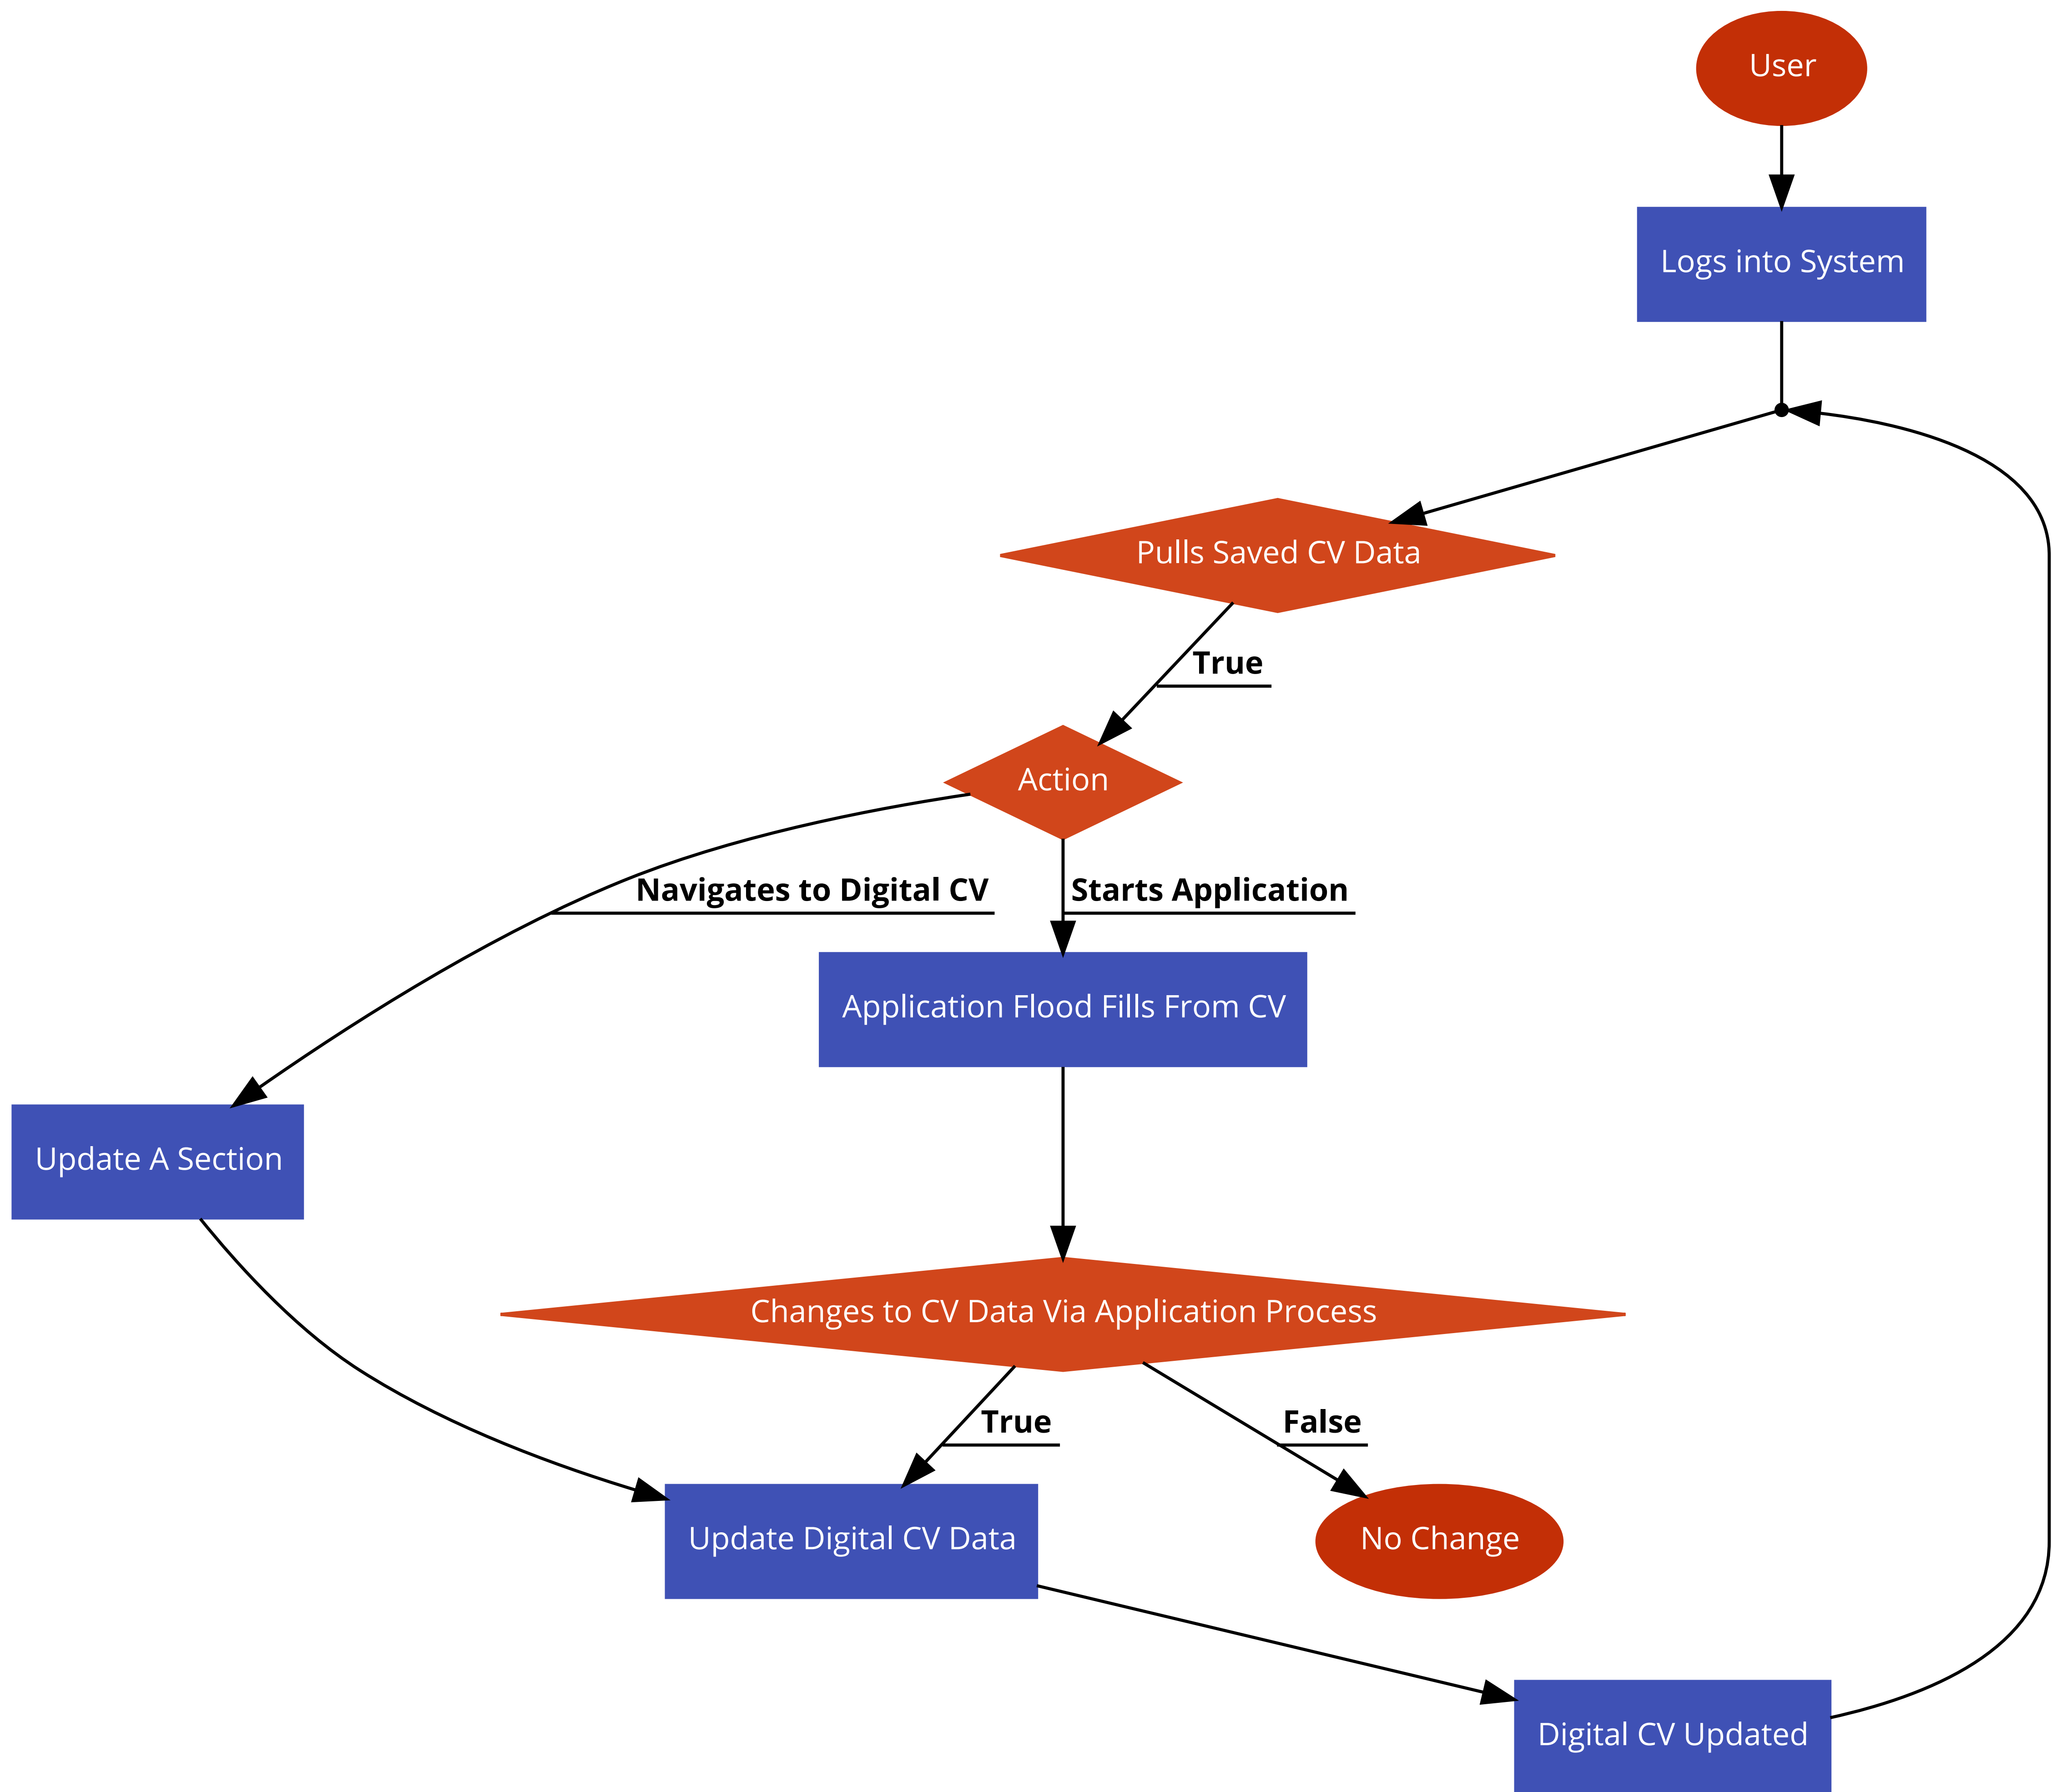 User
Logs into System
Pulls Saved CV Data
True
Action
Navigates to Digital CV
Starts Application
Application Flood Fills From CV
Update A Section
Changes to CV Data Via Application Process
True
False
Update Digital CV Data
No Change
Digital CV Updated